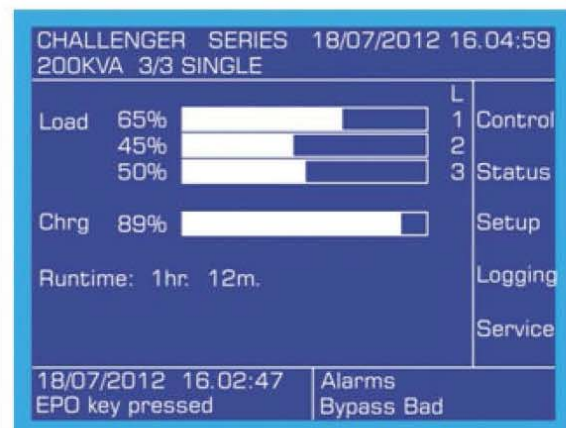 CHALLENGER SERIES 18/07/2012 16.04:59
200KVA 3/3 SINGLE
L
Load 65% 1
45% 2
50% 3
Chrg 89%
Runtime: 1hr. 12m.
Control
Status
Setup
Logging
Service
18/07/2012 16.02:47
EPO key pressed
Alarms
Bypass Bad